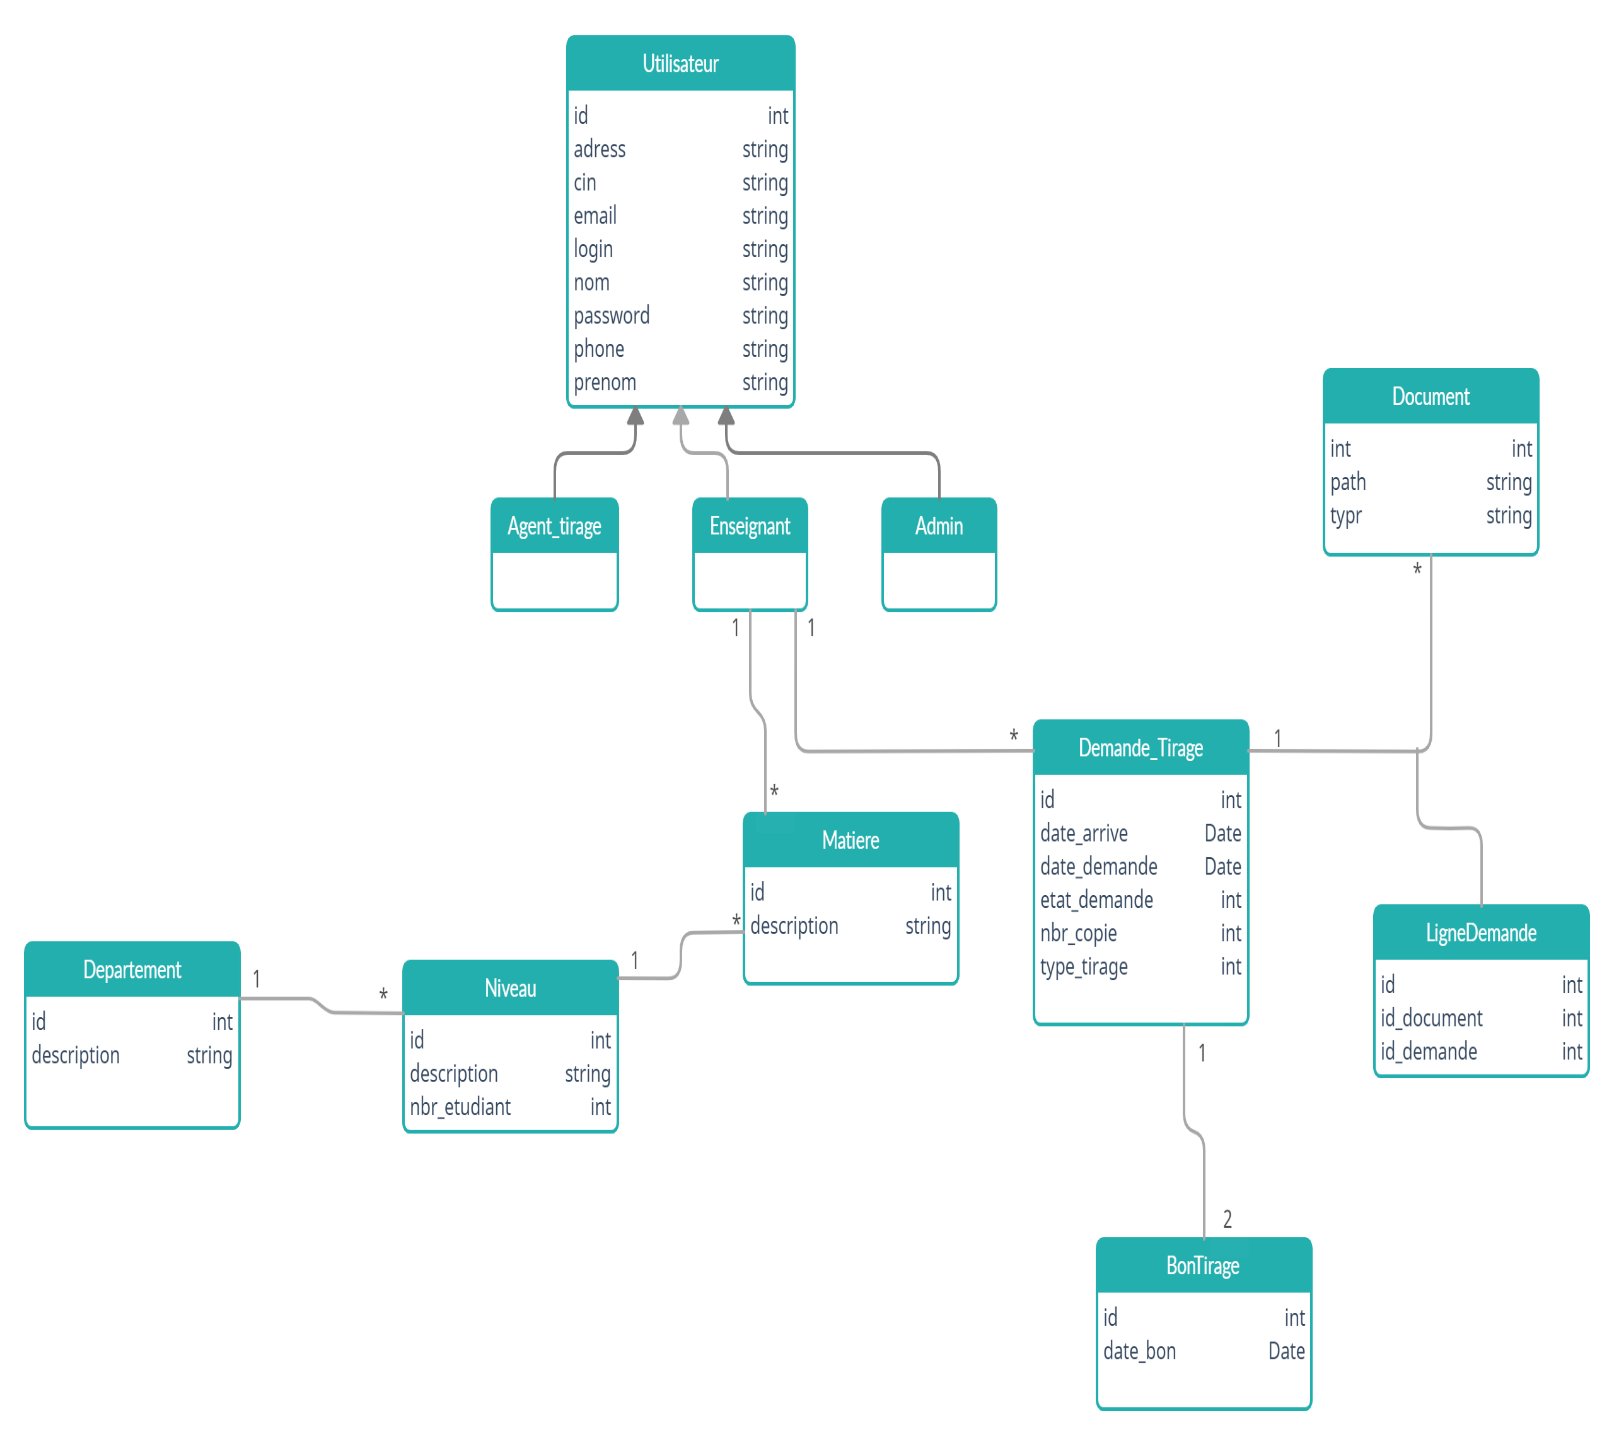 Utilisateur
id int
adress string
cin string
email string
login string
nom string
password string
phone string
prenom string
Agent_tirage
Enseignant
Admin
1
1
Document
int int
path string
typr string
*
*
1
Demande_Tirage
id int
date_arrive Date
date_demande Date
etat_demande int
nbr_copie int
type_tirage int
*
Matiere
id int
description string
*
LigneDemande
id int
id_document int
id_demande int
Departement
id int
description string
1
*
Niveau
id int
description string
nbr_etudiant int
1
1
2
BonTirage
id int
date_bon Date